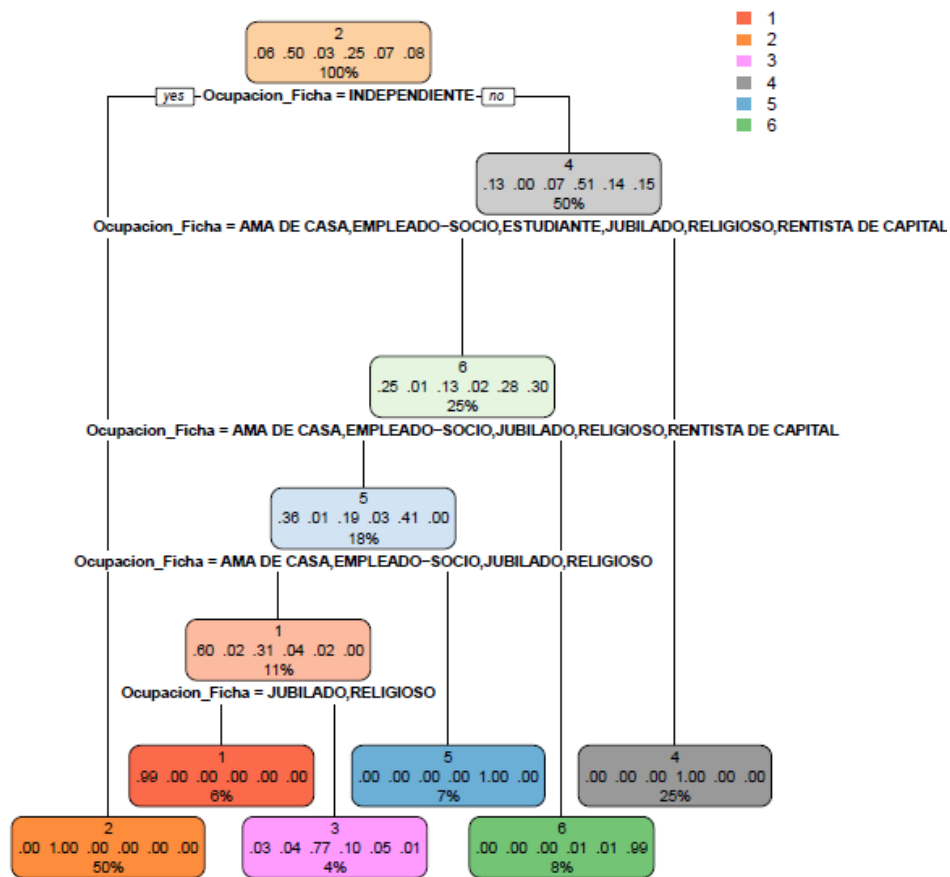 1
2
3
4
5
6
2
.06 .50 .03 .25 .07 .08
100%
yes Ocupacion_Ficha = INDEPENDIENTE no
4
.13 .00 .07 .51 .14 .15
50%
Ocupacion_Ficha = AMA DE CASA,EMPLEADO−SOCIO,ESTUDIANTE,JUBILADO,RELIGIOSO,RENTISTA DE CAPITAL
6
.25 .01 .13 .02 .28 .30
25%
Ocupacion_Ficha = AMA DE CASA,EMPLEADO−SOCIO,JUBILADO,RELIGIOSO,RENTISTA DE CAPITAL
5
.36 .01 .19 .03 .41 .00
18%
Ocupacion_Ficha = AMA DE CASA,EMPLEADO−SOCIO,JUBILADO,RELIGIOSO
1
.60 .02 .31 .04 .02 .00
11%
Ocupacion_Ficha = JUBILADO,RELIGIOSO
1
.99 .00 .00 .00 .00 .00
6%
5
.00 .00 .00 .00 1.00 .00
7%
4
.00 .00 .00 1.00 .00 .00
25%
2
.00 1.00 .00 .00 .00 .00
50%
3
.03 .04 .77 .10 .05 .01
4%
6
.00 .00 .00 .01 .01 .99
8%